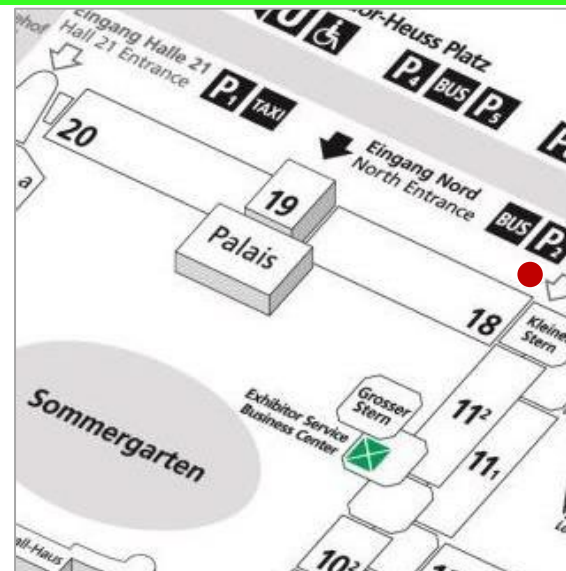 Eingang Halle 21
Hall 21 Entrance
P1 TAXI
U
or-Heuss Platz
P4 BUS P5
Eingang Nord
North Entrance
BUS P2
20
a
19
Palais
18
Kleiner
Stern
Sommergarten
Grosser
Stern
Exhibitor Service
Business Center
11²
11₁
all-Haus
10²